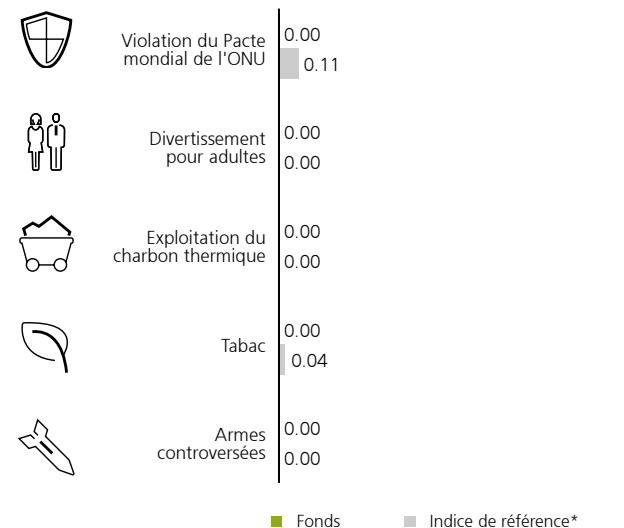 Violation du Pacte
mondial de l'ONU
0.00
0.11
Divertissement
pour adultes
0.00
0.00
Exploitation du
charbon thermique
0.00
0.00
Tabac
0.00
0.04
Armes
controversées
0.00
0.00
Fonds
Indice de référence*